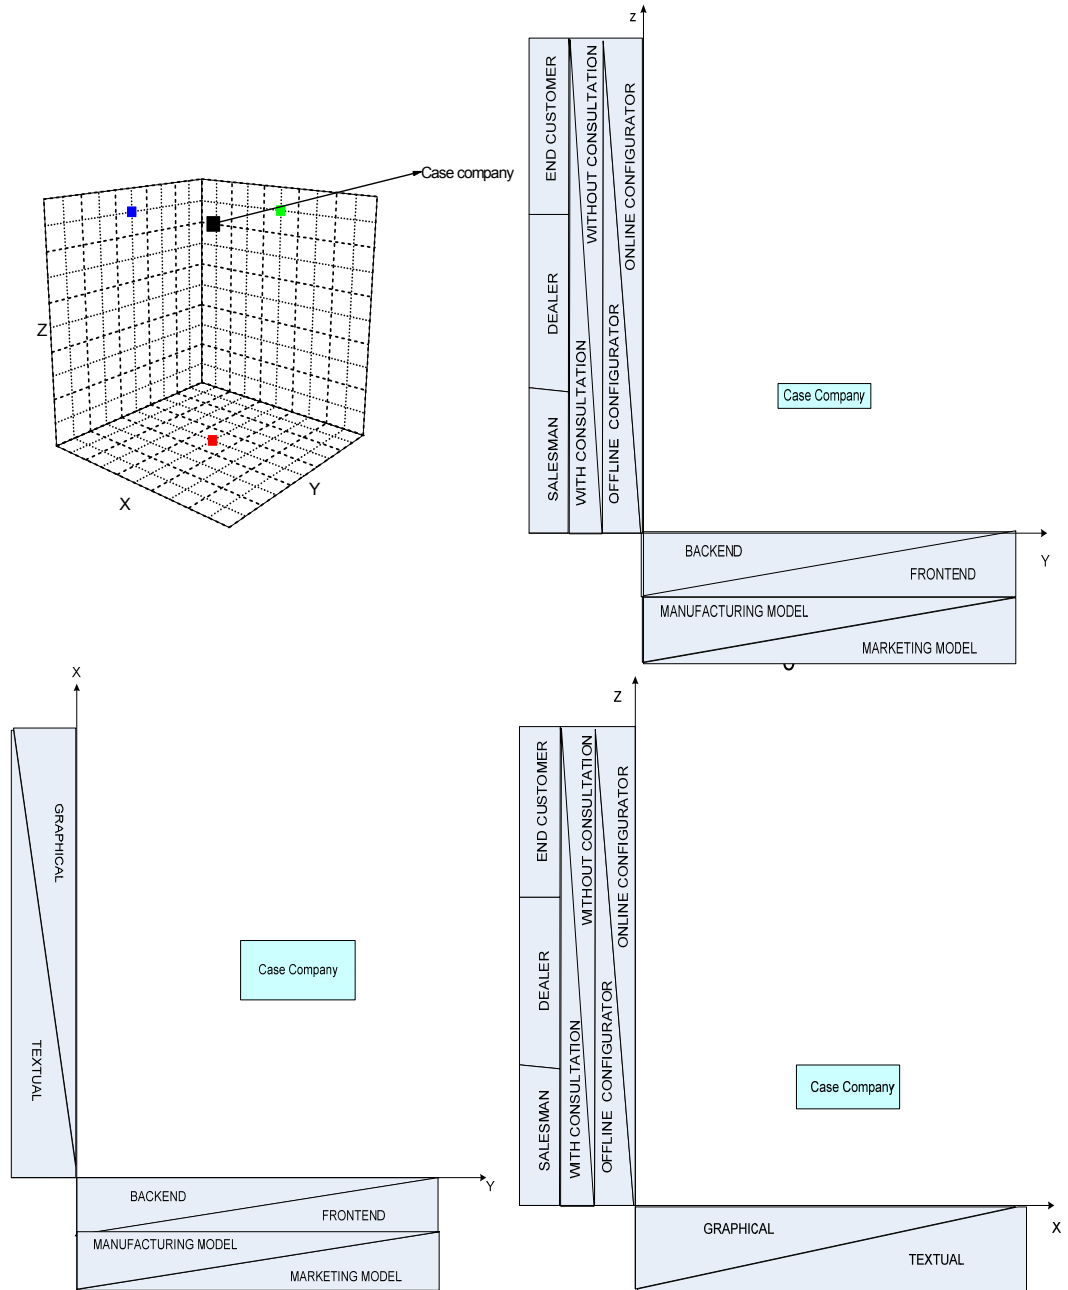 Case company
Z
X
Y
z
END CUSTOMER
DEALER
SALESMAN
WITHOUT CONSULTATION
WITH CONSULTATION
ONLINE CONFIGURATOR
OFFLINE CONFIGURATOR
Case Company
Y
BACKEND
FRONTEND
MANUFACTURING MODEL
MARKETING MODEL
X
GRAPHICAL
TEXTUAL
Case Company
Y
BACKEND
FRONTEND
MANUFACTURING MODEL
MARKETING MODEL
Z
END CUSTOMER
DEALER
SALESMAN
WITHOUT CONSULTATION
WITH CONSULTATION
ONLINE CONFIGURATOR
OFFLINE CONFIGURATOR
Case Company
X
GRAPHICAL
TEXTUAL